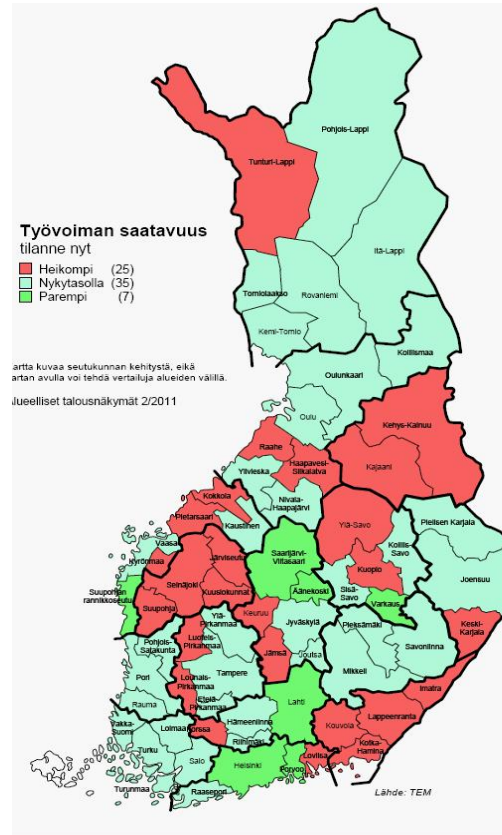 Pohjois-Lappi
Tunturi-Lappi
Työvoiman saatavuus
tilanne nyt
Heikompi (25)
Nykytasolla (35)
Parempi (7)
Itä-Lappi
Torniolaakso
Rovaniemi
Kemi-Tornio
Koillismaa
artta kuvaa seutukunnan kehitystä, eikä
artan avulla voi tehdä vertailuja alueiden välillä.
Oulunkaari
lueelliset talousnäkymät 2/2011
Oulu
Kehys-Kainuu
Raahe
Haapavesi-
Siikalatva
Kajaani
Ylivieska
Nivala-
Haapajärvi
Kokkola
Pietarsaari
Kaustinen
Ylä-Savo
Pielisen Karjala
Vaasa
Kyrönmaa
Järviseutu
Saarijärvi-
Viitasaari
Koillis-
Savo
Kuopio
Joensuu
Suupohjan
rannikkoseutu
Seinäjoki
Kuusiokunnat
Äänekoski
Sisä-
Savo
Varkaus
Suupohja
Ylä-
Pirkanmaa
Keuruu
Jyväskylä
Pieksämäki
Keski-
Karjala
Pohjois-
Satakunta
Luoteis-
Pirkanmaa
Jämsä
Joutsa
Savonlinna
Pori
Lounais-
Pirkanmaa
Tampere
Mikkeli
Rauma
Etelä-
Pirkanmaa
Imatra
Lahti
Lappeenranta
Vakka-
Suomi
Loimaa
Forssa
Hämeenlinna
Kouvola
Riihimäki
Kotka-
Hamina
Turku
Salo
Helsinki
Porvoo
Loviisa
Turunmaa
Raasepori
Lähde: TEM